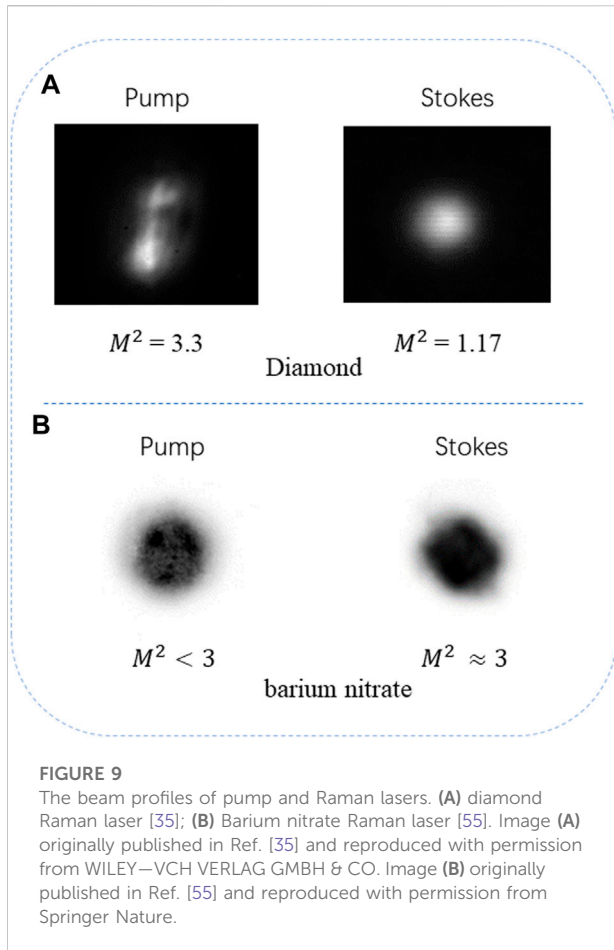 A
Pump Stokes
M² = 3.3 M² = 1.17
Diamond
B
Pump Stokes
M² < 3 M² ≈ 3
barium nitrate
FIGURE 9
The beam profiles of pump and Raman lasers. (A) diamond
Raman laser [35]; (B) Barium nitrate Raman laser [55]. Image (A)
originally published in Ref. [35] and reproduced with permission
from WILEY—VCH VERLAG GMBH & CO. Image (B) originally
published in Ref. [55] and reproduced with permission from
Springer Nature.